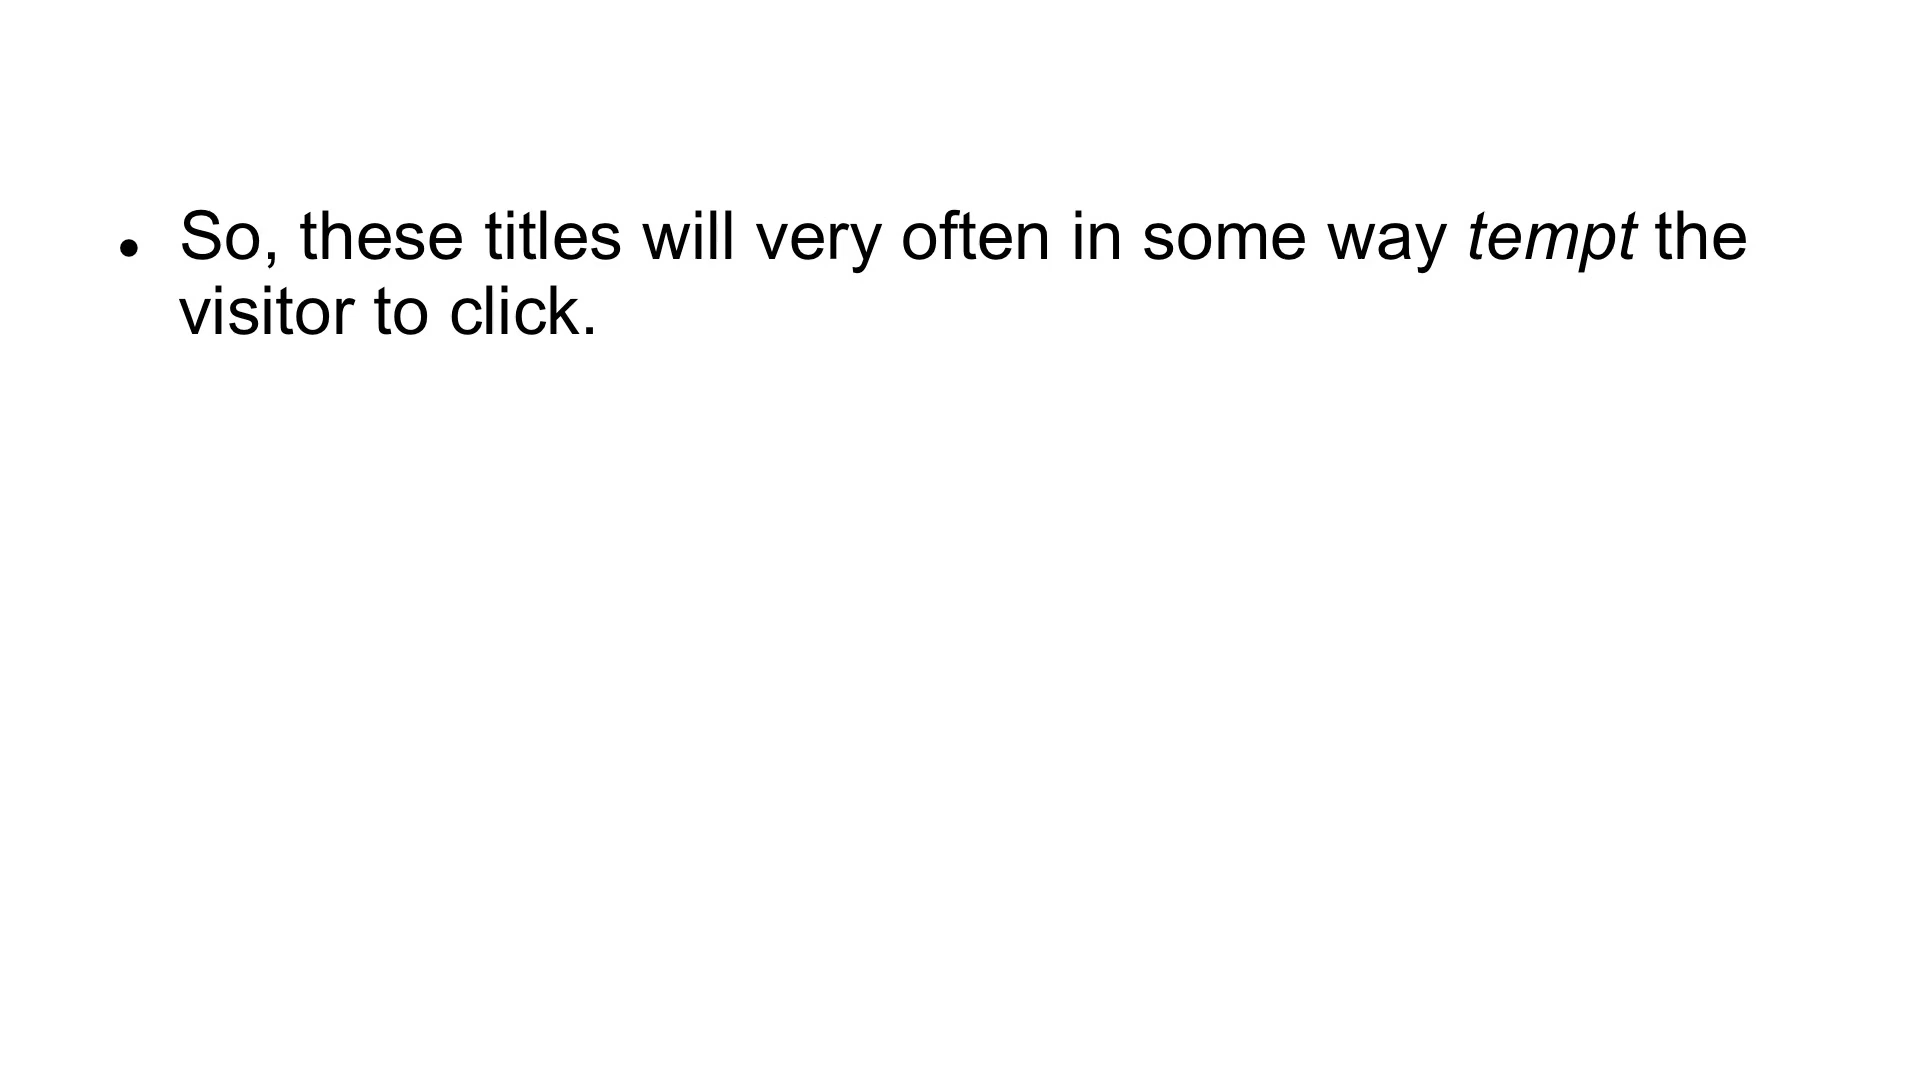 • So, these titles will very often in some way tempt the
visitor to click.